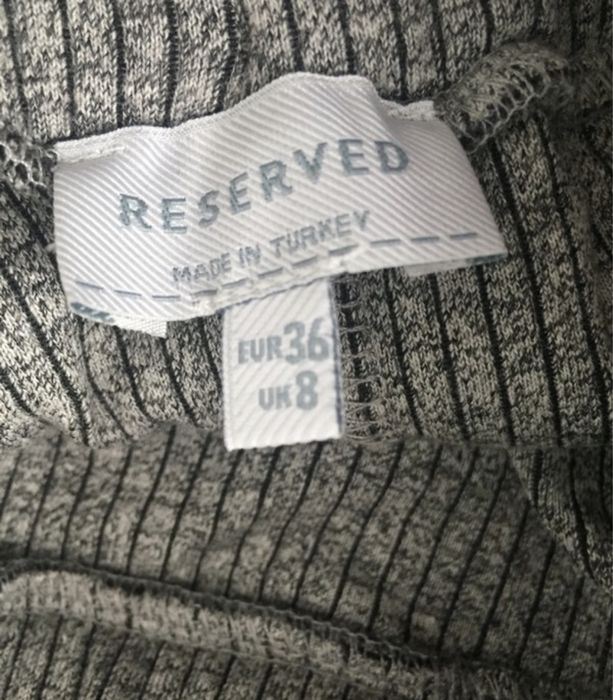 RESERVED
MADE IN TURKEY
EUR 36
UK 8